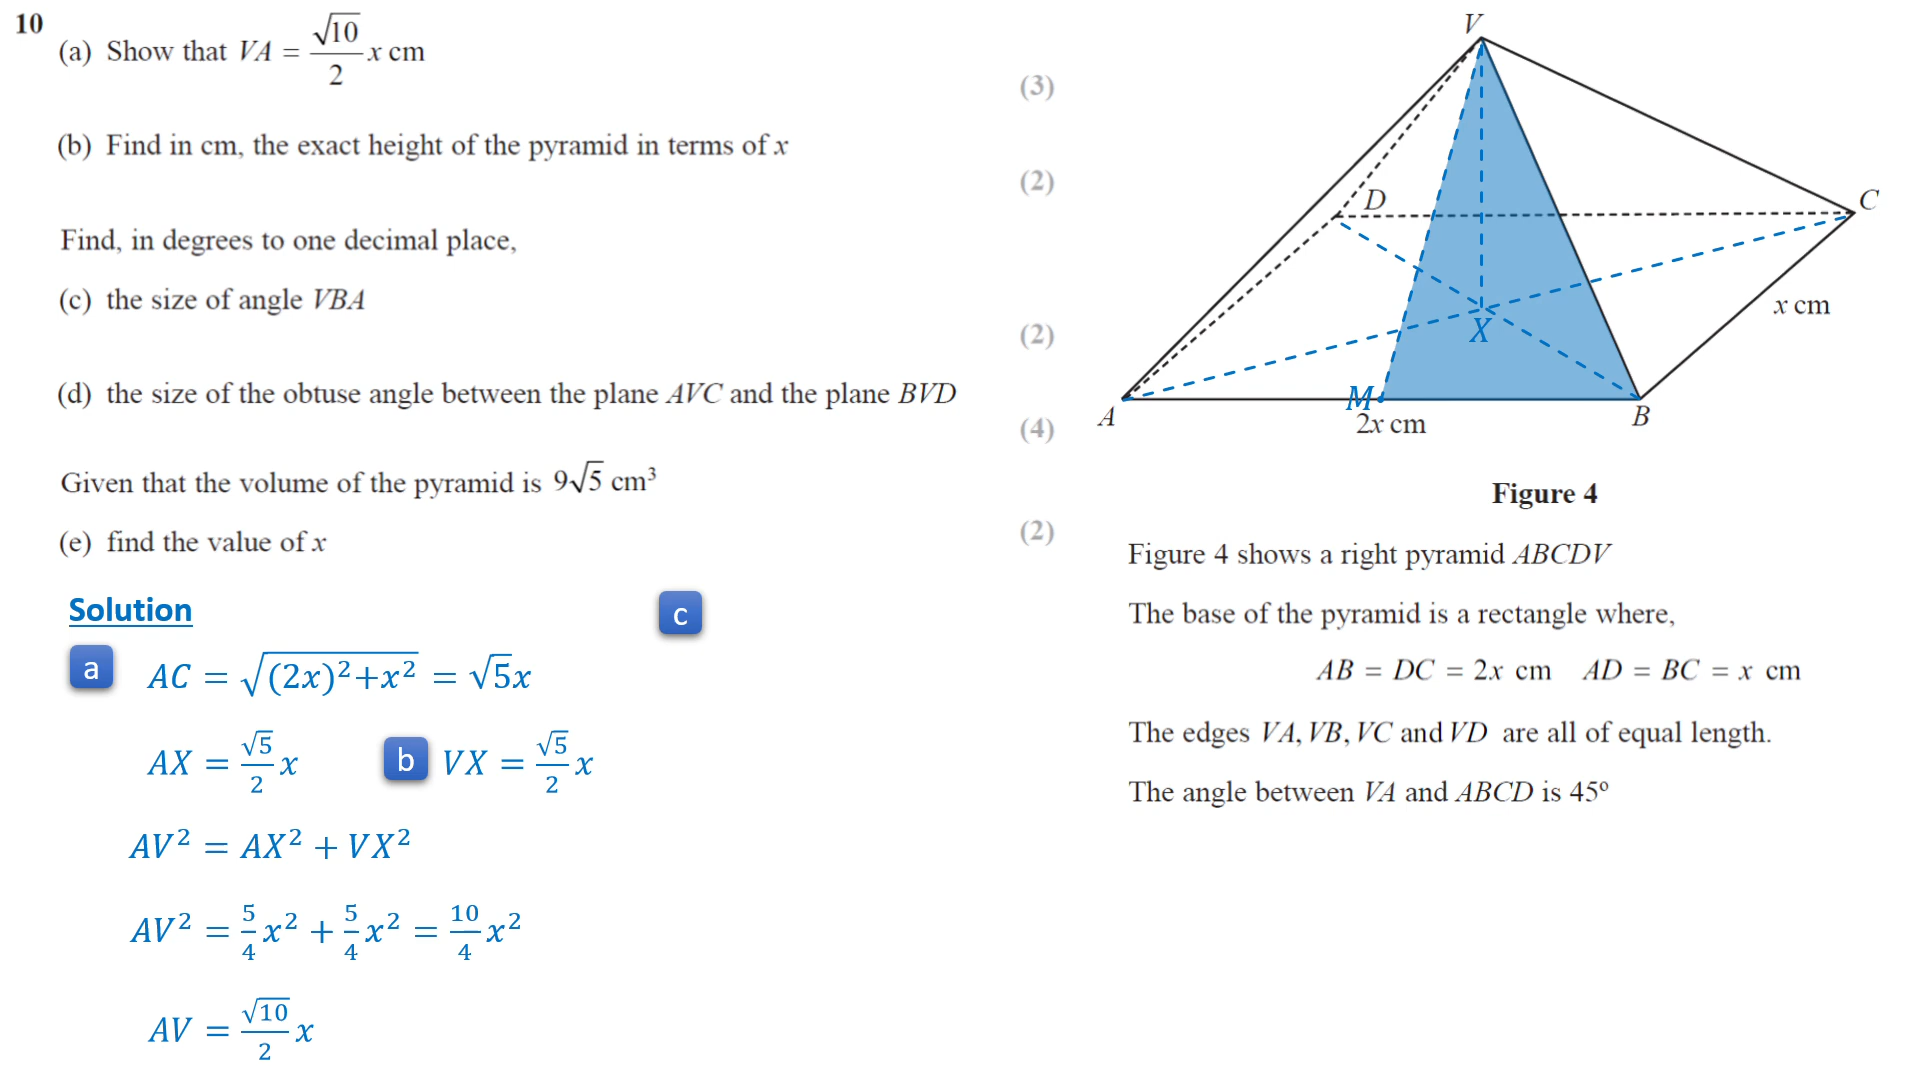 10
(a) Show that VA = √10/2 x cm
(3)
(b) Find in cm, the exact height of the pyramid in terms of x
(2)
Find, in degrees to one decimal place,
(c) the size of angle VBA
(2)
(d) the size of the obtuse angle between the plane AVC and the plane BVD
(4)
Given that the volume of the pyramid is 9√5 cm³
(e) find the value of x
(2)
Solution
a
AC = √((2x)²+x²) = √5x
AX = √5/2 x
b
VX = √5/2 x
AV² = AX² + VX²
AV² = 5/4 x² + 5/4 x² = 10/4 x²
AV = √10/2 x
c
V
D
C
x cm
X
M
A
B
2x cm
Figure 4
Figure 4 shows a right pyramid ABCDV
The base of the pyramid is a rectangle where,
AB = DC = 2x cm AD = BC = x cm
The edges VA, VB, VC and VD are all of equal length.
The angle between VA and ABCD is 45º